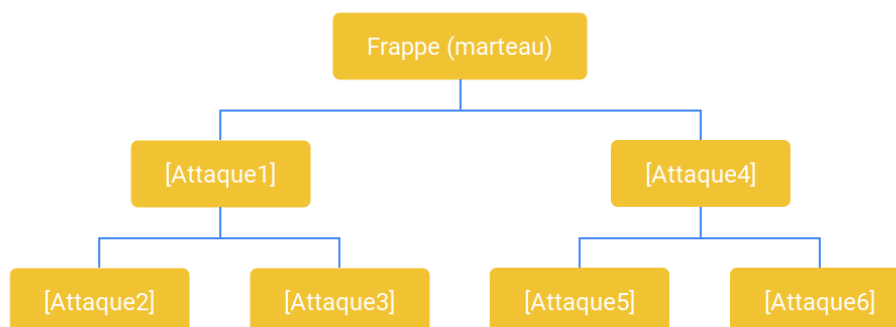 Frappe (marteau)
[Attaque1]
[Attaque4]
[Attaque2]
[Attaque3]
[Attaque5]
[Attaque6]